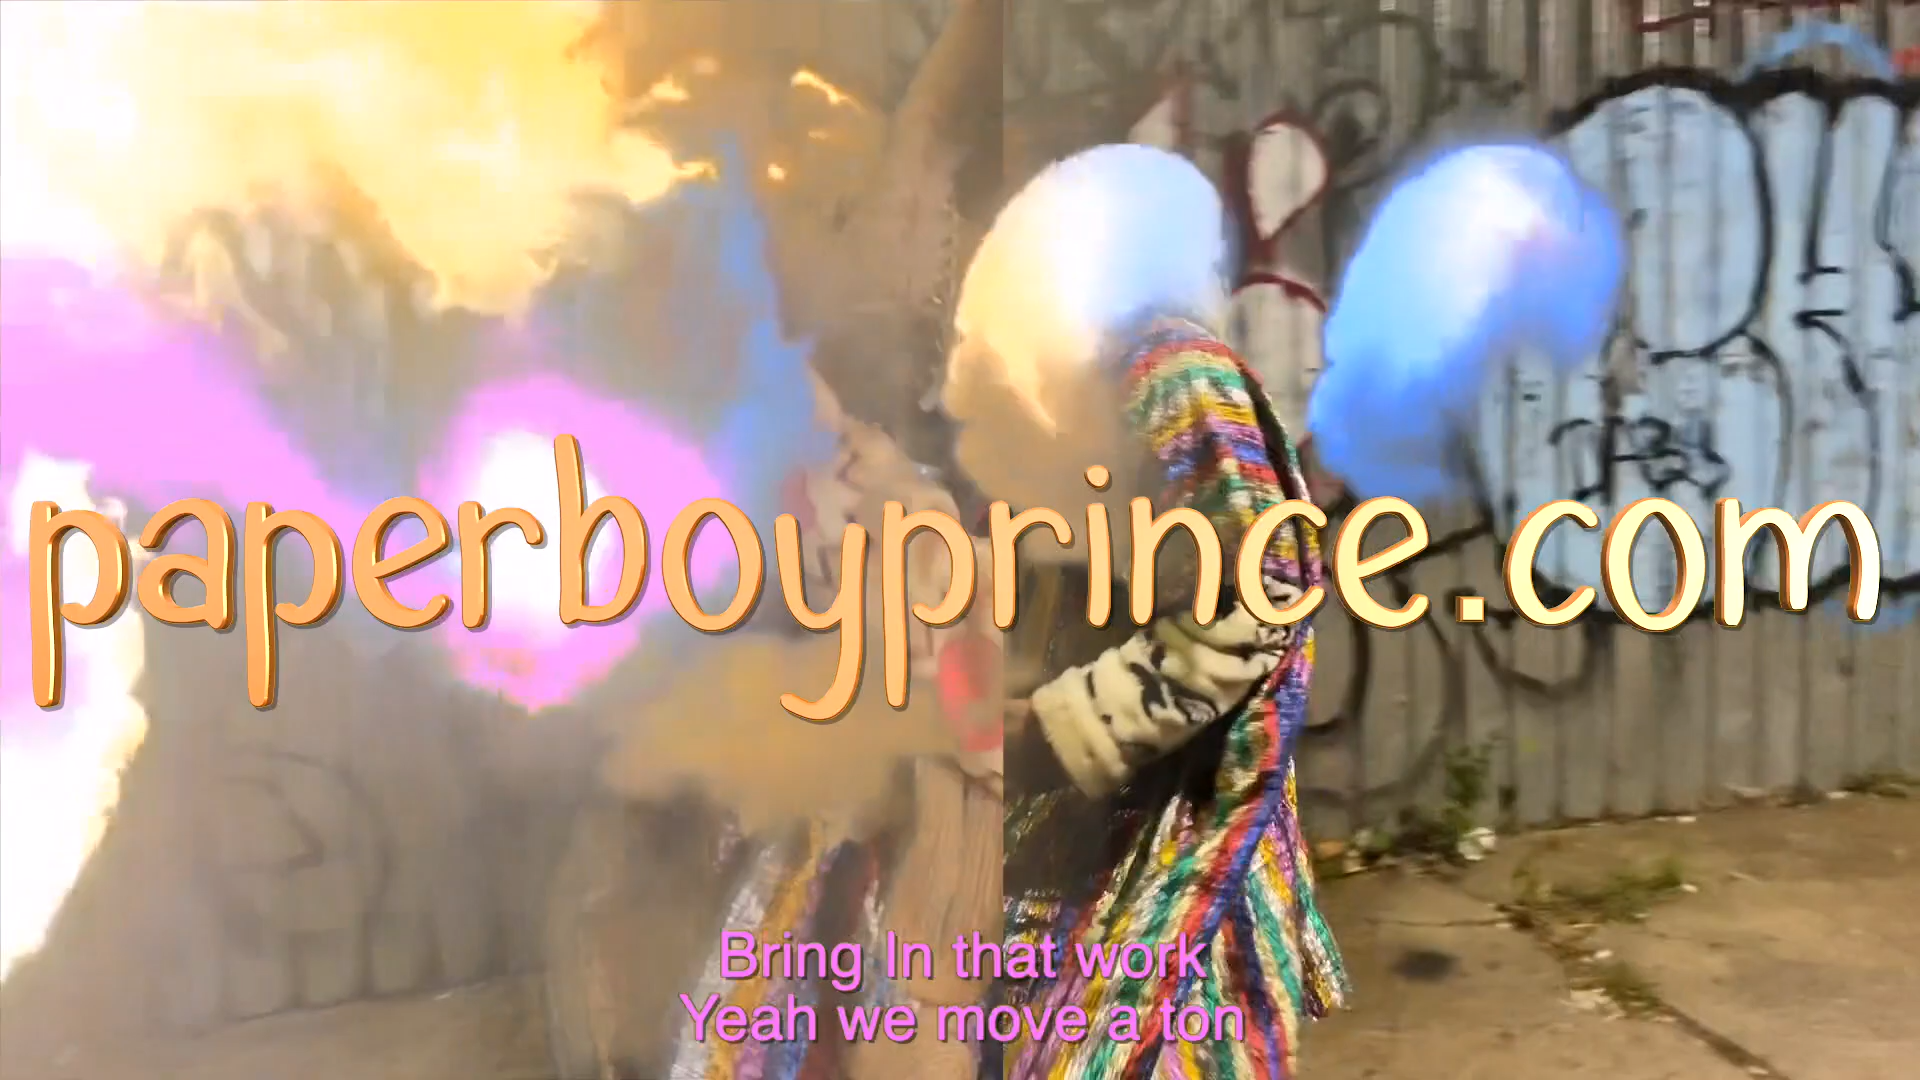 paperboyprince.com
Bring In that work
Yeah we move a ton